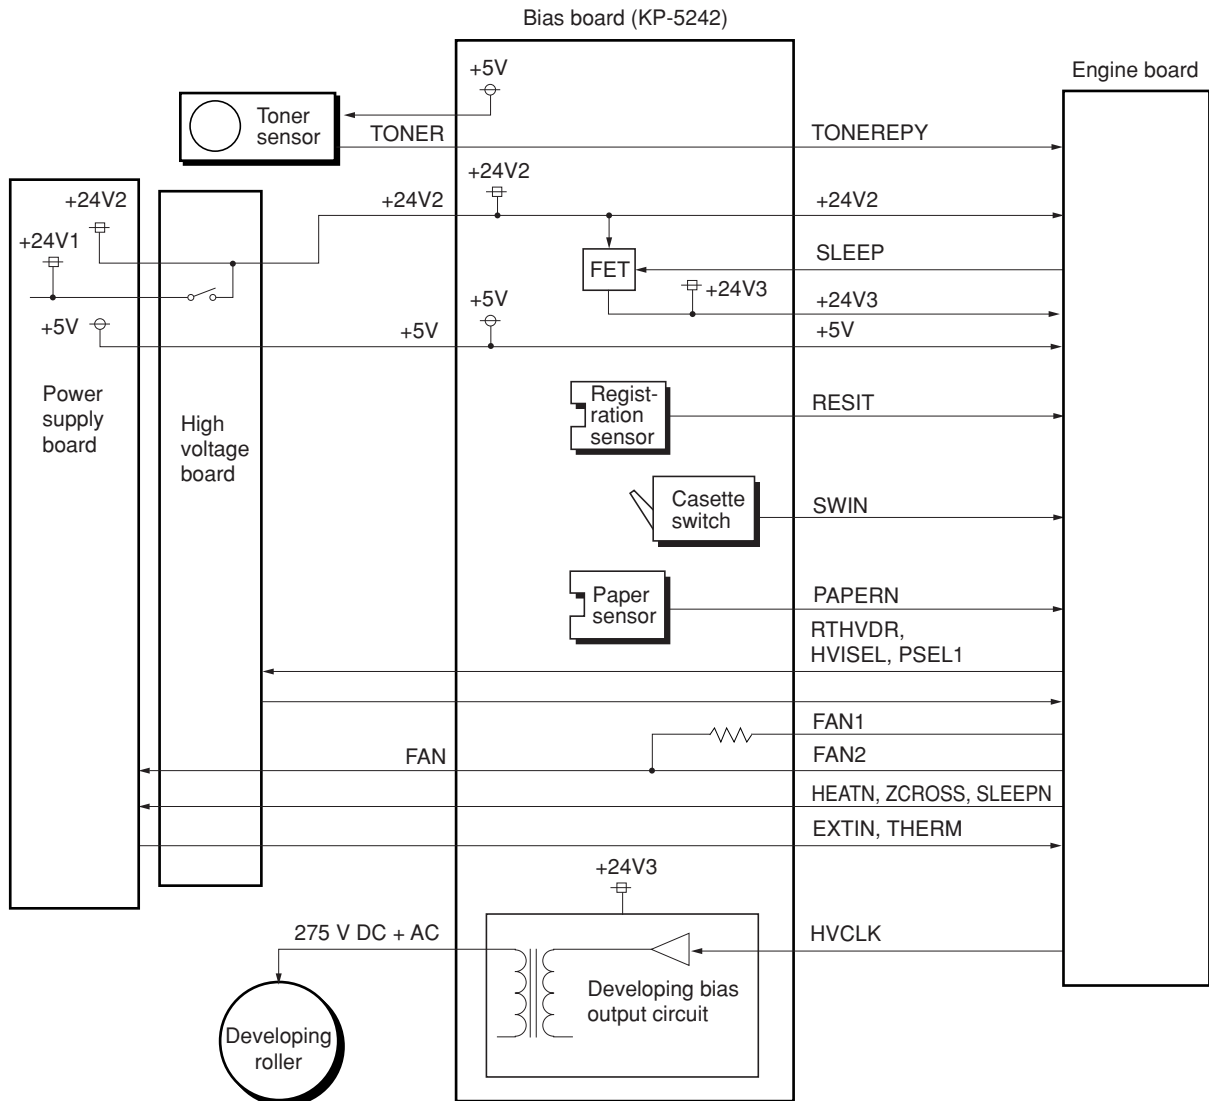 Bias board (KP-5242)
Engine board
+5V
Toner
sensor
TONER
TONEREPY
+24V2
+24V2
+24V2
+24V2
+24V1
SLEEP
FET
+24V3
+24V3
+5V
+5V
+5V
+5V
Power
supply
board
High
voltage
board
Regist-
ration
sensor
RESIT
Casette
switch
SWIN
Paper
sensor
PAPERN
RTHVDR,
HVISEL, PSEL1
FAN1
FAN
FAN2
HEATN, ZCROSS, SLEEPN
EXTIN, THERM
+24V3
275 V DC + AC
HVCLK
Developing bias
output circuit
Developing
roller